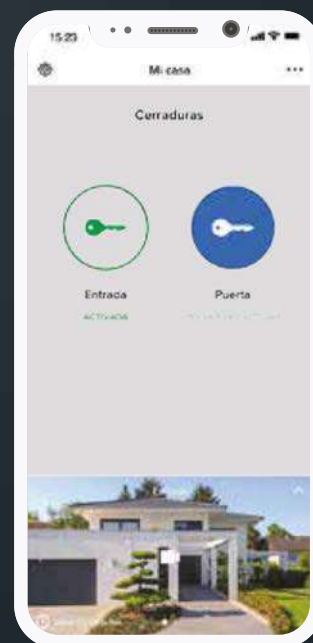 15:23
Mi casa
Cerraduras
Entrada
Puerta
ACTIVADA